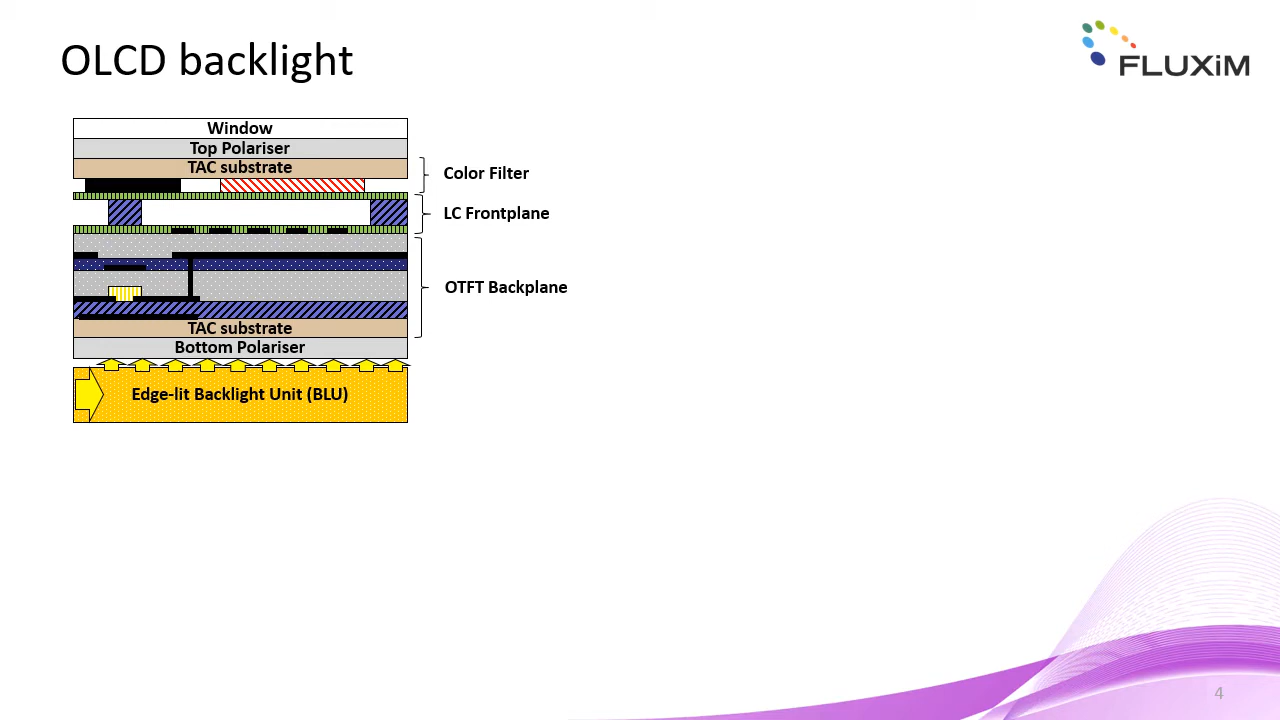 OLCD backlight
FLUXiM
Window
Top Polariser
TAC substrate
Color Filter
LC Frontplane
OTFT Backplane
TAC substrate
Bottom Polariser
Edge-lit Backlight Unit (BLU)
4